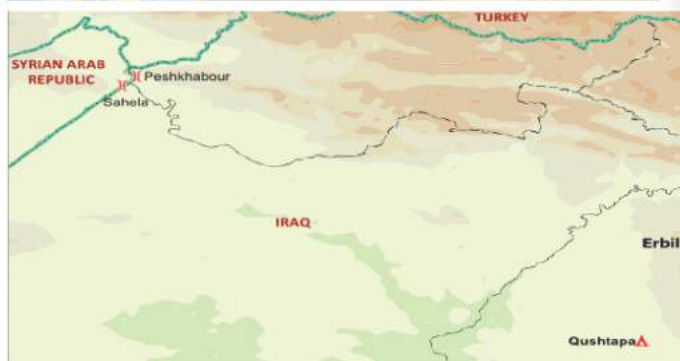 TURKEY
SYRIAN ARAB
REPUBLIC
Peshkhabour
Sahela
IRAQ
Erbil
Qushtapa